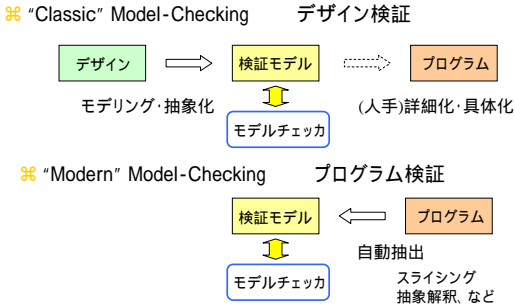 ⌘ “Classic” Model-Checking デザイン検証
デザイン
検証モデル
プログラム
モデリング・抽象化
(人手)詳細化・具体化
モデルチェッカ
⌘ “Modern” Model-Checking プログラム検証
検証モデル
プログラム
自動抽出
モデルチェッカ
スライシング
抽象解釈, など